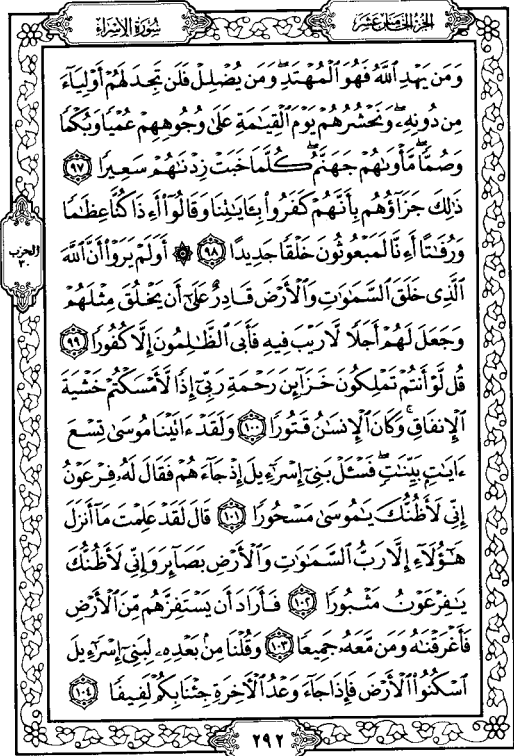 الجزء الخامس عشر
سورة الإسراء
وَمَن يَهْدِ ٱللَّهُ فَهُوَ ٱلْمُهْتَدِ ۖ وَمَن يُضْلِلْ فَلَن تَجِدَ لَهُمْ أَوْلِيَآءَ
مِن دُونِهِۦ ۖ وَنَحْشُرُهُمْ يَوْمَ ٱلْقِيَـٰمَةِ عَلَىٰ وُجُوهِهِمْ عُمْيًا وَبُكْمًا
وَصُمًّا ۖ مَّأْوَىٰهُمْ جَهَنَّمُ ۖ كُلَّمَا خَبَتْ زِدْنَـٰهُمْ سَعِيرًا ٩٧
ذَٰلِكَ جَزَآؤُهُم بِأَنَّهُمْ كَفَرُوا۟ بِـَٔايَـٰتِنَا وَقَالُوٓا۟ أَءِذَا كُنَّا عِظَـٰمًا
وَرُفَـٰتًا أَءِنَّا لَمَبْعُوثُونَ خَلْقًا جَدِيدًا ٩٨ ۞ أَوَلَمْ يَرَوْا۟ أَنَّ ٱللَّهَ
الحزب ٣٠
ٱلَّذِى خَلَقَ ٱلسَّمَـٰوَٰتِ وَٱلْأَرْضَ قَادِرٌ عَلَىٰٓ أَن يَخْلُقَ مِثْلَهُمْ
وَجَعَلَ لَهُمْ أَجَلًا لَّا رَيْبَ فِيهِ فَأَبَى ٱلظَّـٰلِمُونَ إِلَّا كُفُورًا ٩٩
قُل لَّوْ أَنتُمْ تَمْلِكُونَ خَزَآئِنَ رَحْمَةِ رَبِّىٓ إِذًا لَّأَمْسَكْتُمْ خَشْيَةَ
ٱلْإِنفَاقِ ۚ وَكَانَ ٱلْإِنسَـٰنُ قَتُورًا ١٠٠ وَلَقَدْ ءَاتَيْنَا مُوسَىٰ تِسْعَ
ءَايَـٰتٍۭ بَيِّنَـٰتٍ ۖ فَسْـَٔلْ بَنِىٓ إِسْرَٰٓءِيلَ إِذْ جَآءَهُمْ فَقَالَ لَهُۥ فِرْعَوْنُ
إِنِّى لَأَظُنُّكَ يَـٰمُوسَىٰ مَسْحُورًا ١٠١ قَالَ لَقَدْ عَلِمْتَ مَآ أَنزَلَ
هَـٰٓؤُلَآءِ إِلَّا رَبُّ ٱلسَّمَـٰوَٰتِ وَٱلْأَرْضِ بَصَآئِرَ وَإِنِّى لَأَظُنُّكَ
يَـٰفِرْعَوْنُ مَثْبُورًا ١٠٢ فَأَرَادَ أَن يَسْتَفِزَّهُم مِّنَ ٱلْأَرْضِ
فَأَغْرَقْنَـٰهُ وَمَن مَّعَهُۥ جَمِيعًا ١٠٣ وَقُلْنَا مِنۢ بَعْدِهِۦ لِبَنِىٓ إِسْرَٰٓءِيلَ
ٱسْكُنُوا۟ ٱلْأَرْضَ فَإِذَا جَآءَ وَعْدُ ٱلْـَٔاخِرَةِ جِئْنَا بِكُمْ لَفِيفًا ١٠٤
٢٩٢